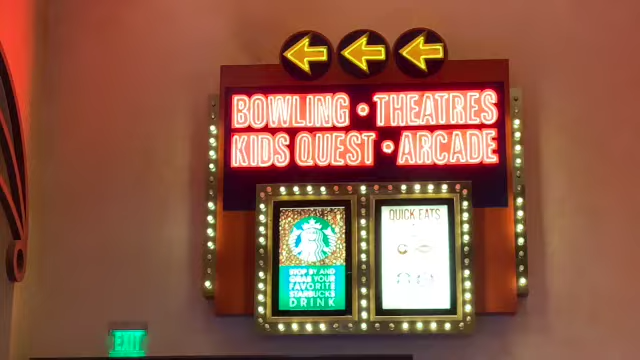 BOWLING • THEATRES
KIDS QUEST • ARCADE
STOP BY AND
GRAB YOUR
FAVORITE
STARBUCKS
DRINK
QUICK EATS
EXIT